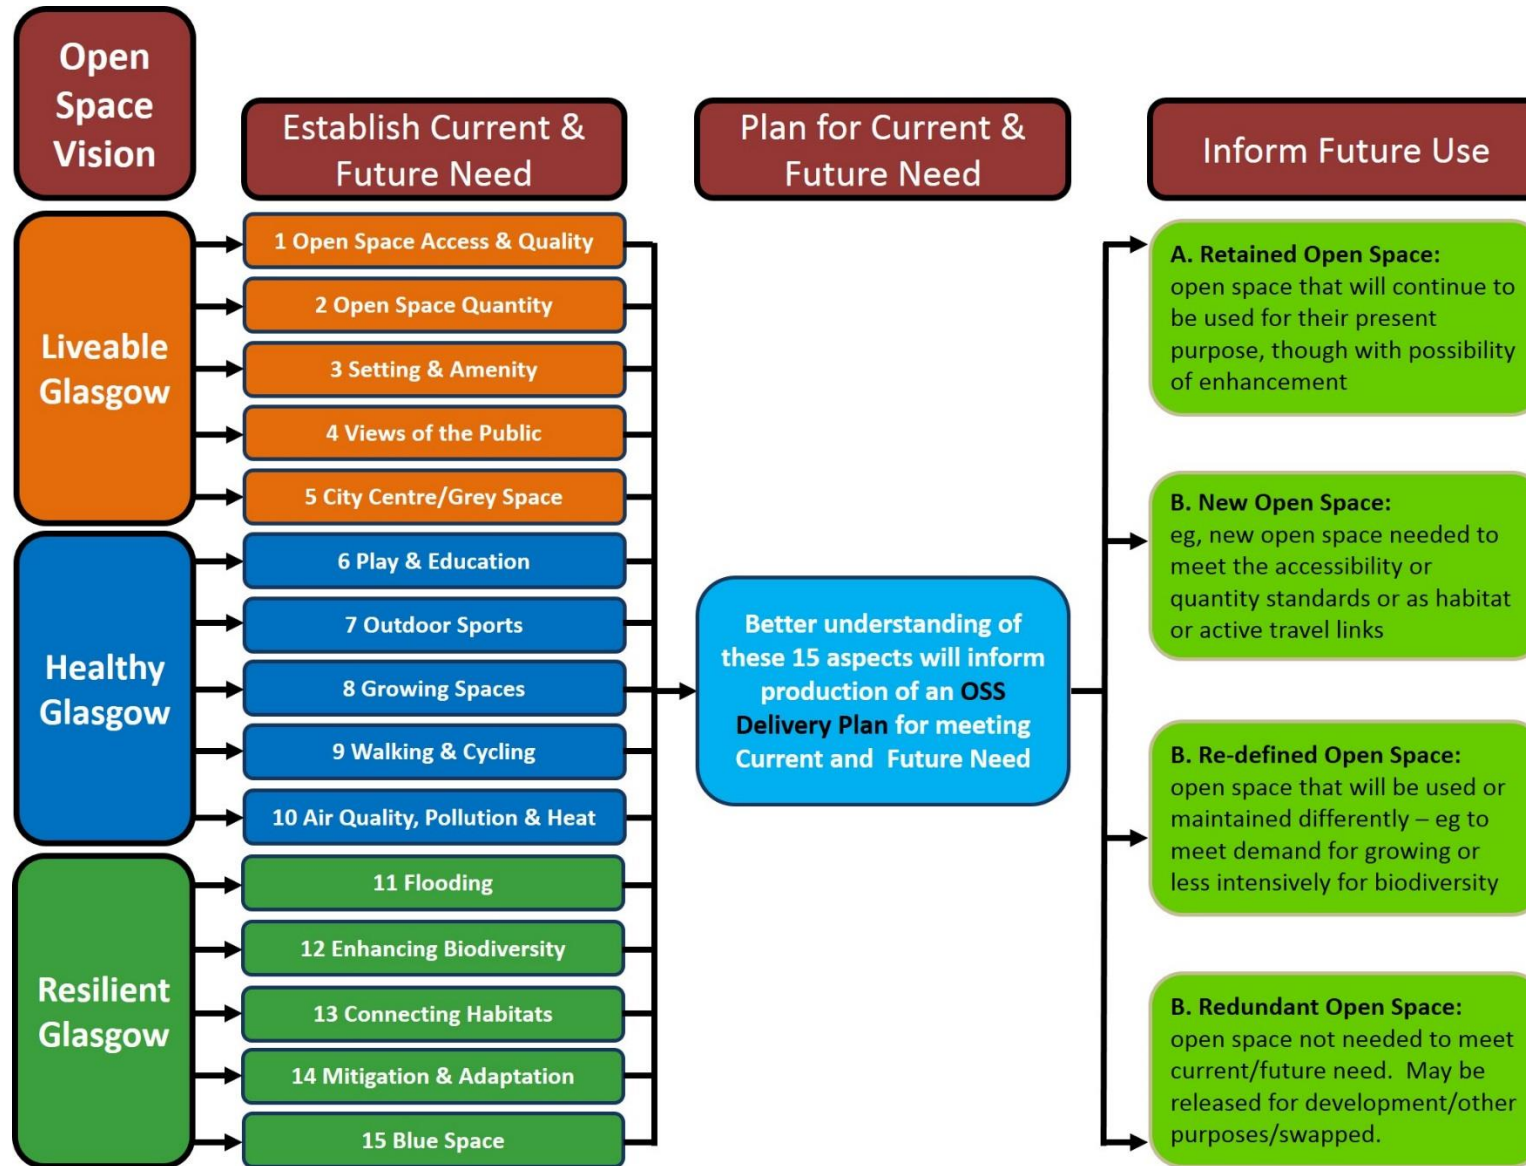 Open
Space
Vision
Establish Current &
Future Need
Plan for Current &
Future Need
Inform Future Use
Liveable
Glasgow
1 Open Space Access & Quality
2 Open Space Quantity
3 Setting & Amenity
4 Views of the Public
5 City Centre/Grey Space
Healthy
Glasgow
6 Play & Education
7 Outdoor Sports
8 Growing Spaces
9 Walking & Cycling
10 Air Quality, Pollution & Heat
Resilient
Glasgow
11 Flooding
12 Enhancing Biodiversity
13 Connecting Habitats
14 Mitigation & Adaptation
15 Blue Space
Better understanding of
these 15 aspects will inform
production of an OSS
Delivery Plan for meeting
Current and  Future Need
A. Retained Open Space:
open space that will continue to
be used for their present
purpose, though with possibility
of enhancement
B. New Open Space:
eg, new open space needed to
meet the accessibility or
quantity standards or as habitat
or active travel links
B. Re-defined Open Space:
open space that will be used or
maintained differently – eg to
meet demand for growing or
less intensively for biodiversity
B. Redundant Open Space:
open space not needed to meet
current/future need.  May be
released for development/other
purposes/swapped.